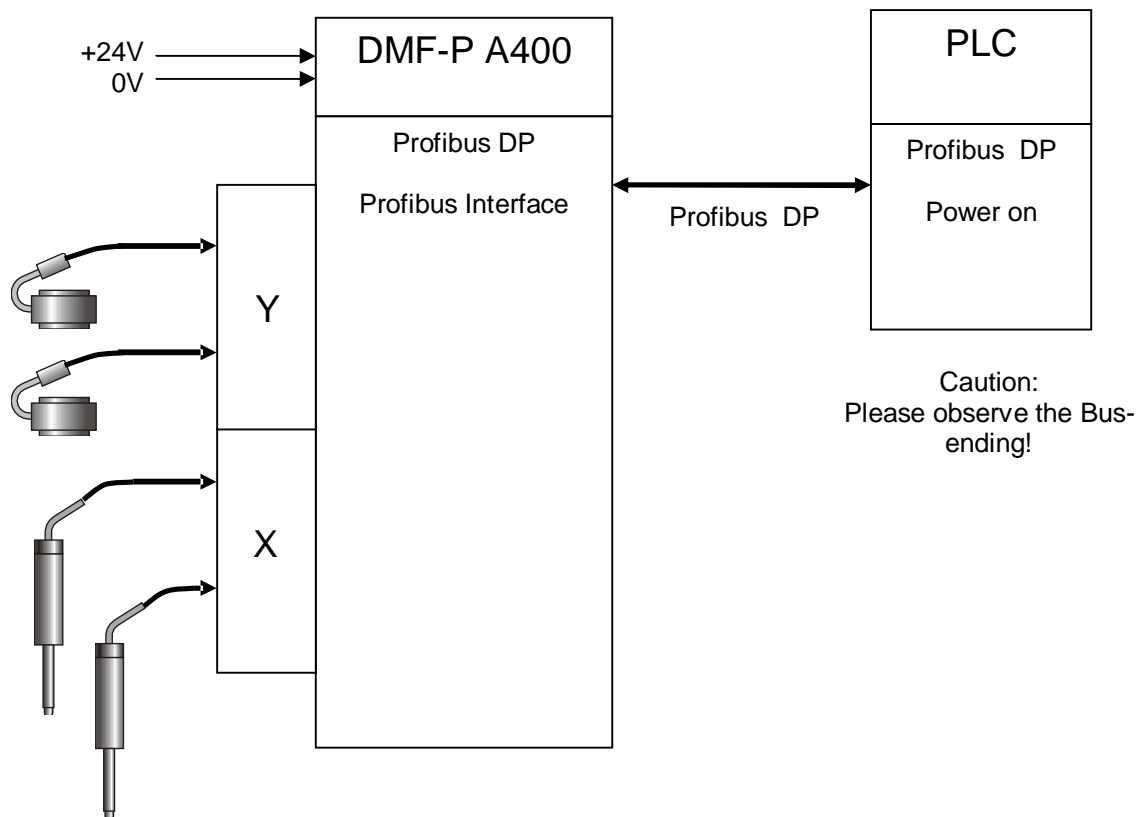 +24V
0V
DMF-P A400
Profibus DP
Profibus Interface
Y
X
Profibus DP
PLC
Profibus DP
Power on
Caution:
Please observe the Bus-
ending!